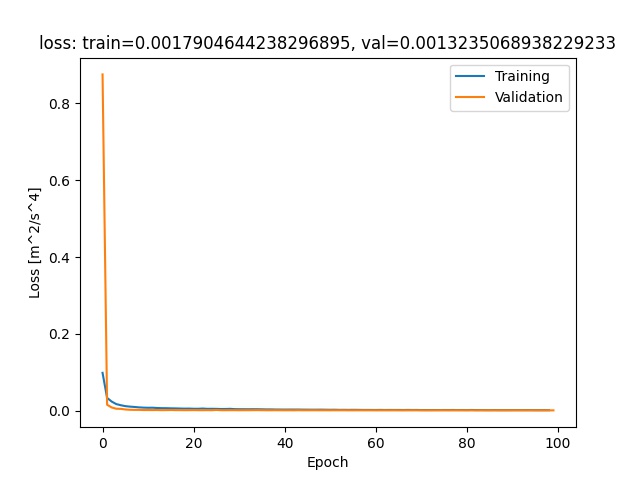 loss: train=0.0017904644238296895, val=0.0013235068938229233
Training
Validation
0.8
0.6
0.4
0.2
0.0
Loss [m^2/s^4]
0 20 40 60 80 100
Epoch